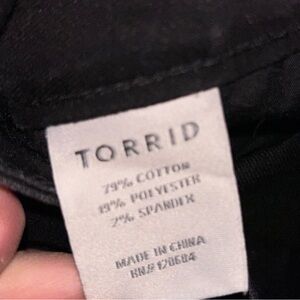 TORRID
79% COTTON
19% POLYESTER
2% SPANDEX
MADE IN CHINA
RN# 128684